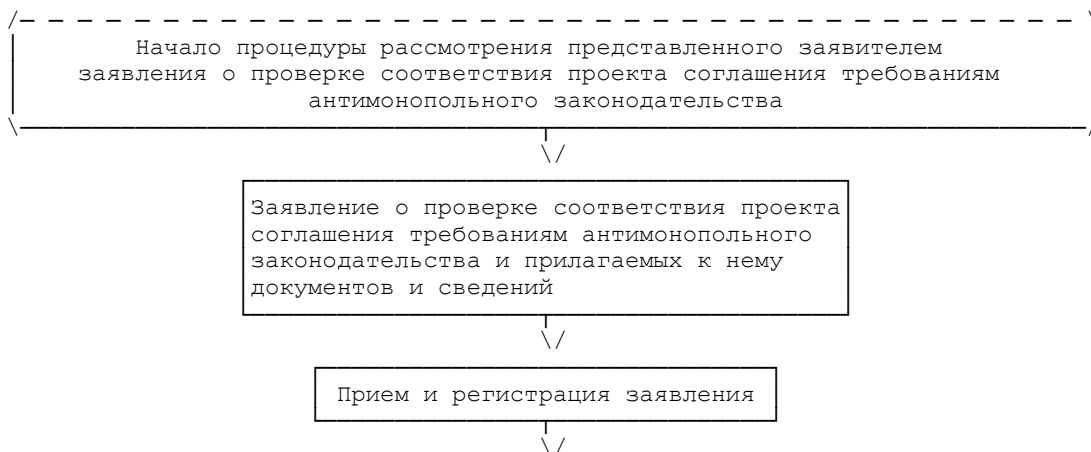 Начало процедуры рассмотрения представленного заявителем
заявления о проверке соответствия проекта соглашения требованиям
антимонопольного законодательства
Заявление о проверке соответствия проекта
соглашения требованиям антимонопольного
законодательства и прилагаемых к нему
документов и сведений
Прием и регистрация заявления